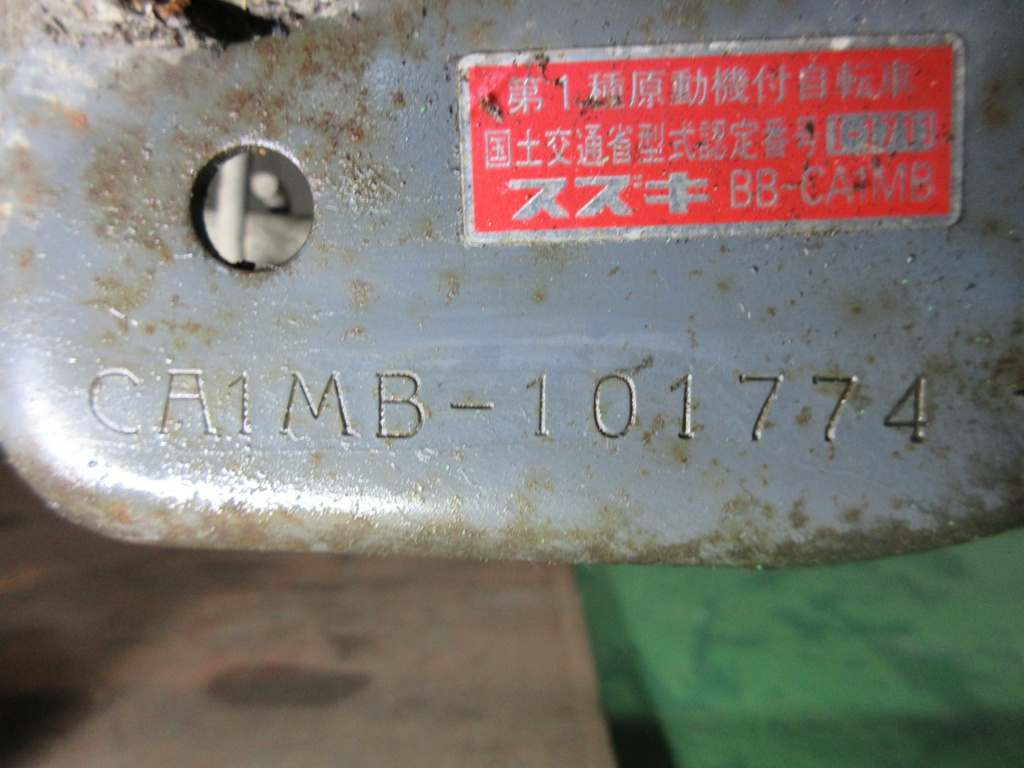 第1種原動機付自転車
国土交通省型式認定番号
スズキ BB-CA1MB
CA1MB-101774